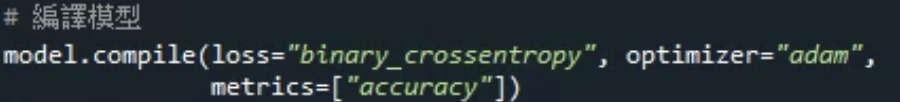 # 編譯模型
model.compile(loss="binary_crossentropy", optimizer="adam",
              metrics=["accuracy"])